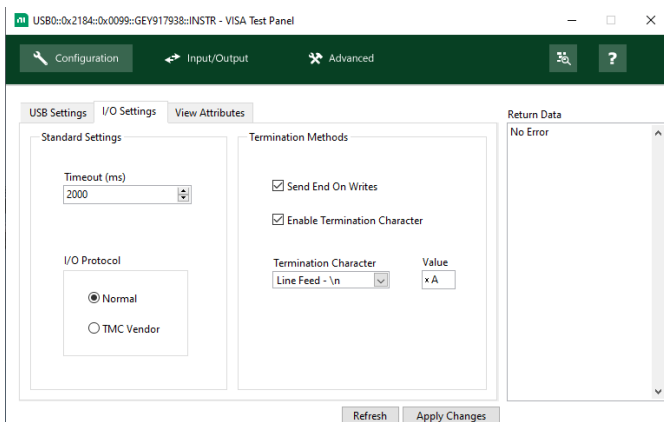 USB0::0x2184::0x0099::GEY917938::INSTR - VISA Test Panel
Configuration
Input/Output
Advanced
?
USB Settings
I/O Settings
View Attributes
Return Data
No Error
Standard Settings
Timeout (ms)
2000
I/O Protocol
Normal
TMC Vendor
Termination Methods
Send End On Writes
Enable Termination Character
Termination Character
Value
Line Feed - \n
x A
Refresh
Apply Changes